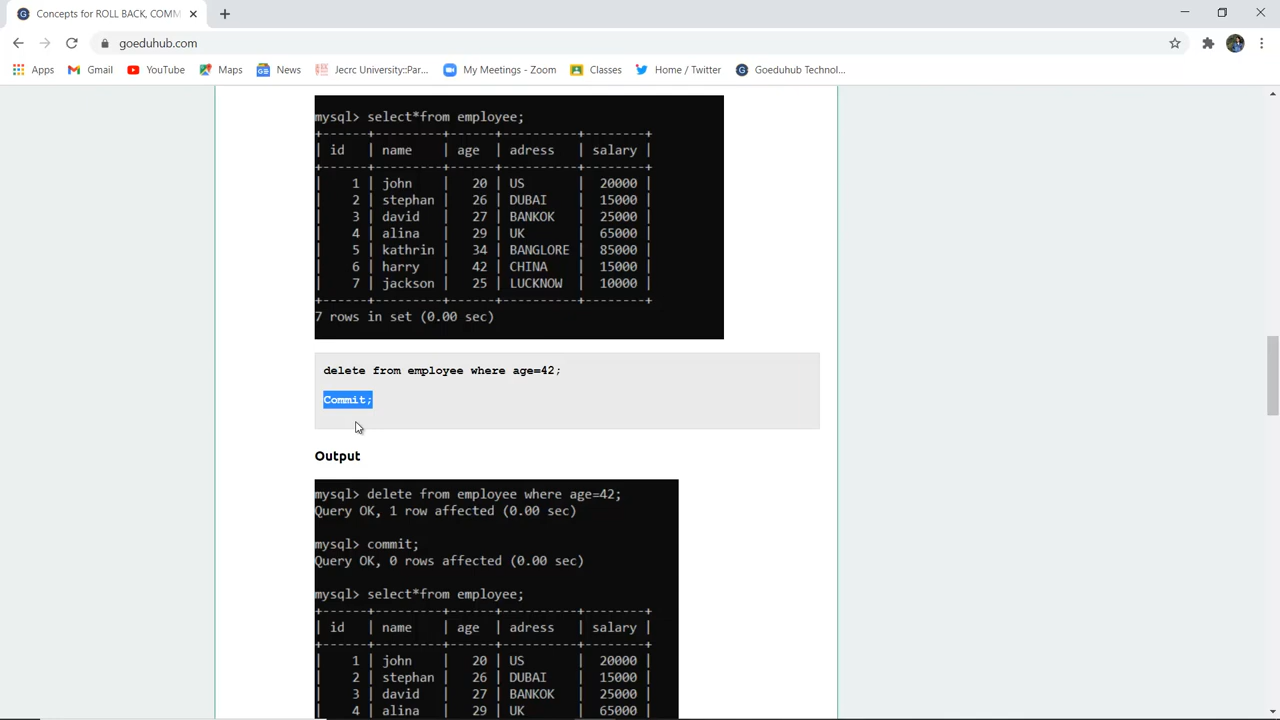 Concepts for ROLL BACK, COMM
goeduhub.com
Apps Gmail YouTube Maps News Jecrc University::Par... My Meetings - Zoom Classes Home / Twitter Goeduhub Technol...
mysql> select*from employee;
+------+---------+------+----------+--------+
| id | name | age | adress | salary |
+------+---------+------+----------+--------+
| 1 | john | 20 | US | 20000 |
| 2 | stephan | 26 | DUBAI | 15000 |
| 3 | david | 27 | BANKOK | 25000 |
| 4 | alina | 29 | UK | 65000 |
| 5 | kathrin | 34 | BANGLORE | 85000 |
| 6 | harry | 42 | CHINA | 15000 |
| 7 | jackson | 25 | LUCKNOW | 10000 |
+------+---------+------+----------+--------+
7 rows in set (0.00 sec)
delete from employee where age=42;
Commit;
Output
mysql> delete from employee where age=42;
Query OK, 1 row affected (0.00 sec)
mysql> commit;
Query OK, 0 rows affected (0.00 sec)
mysql> select*from employee;
+------+---------+------+----------+--------+
| id | name | age | adress | salary |
+------+---------+------+----------+--------+
| 1 | john | 20 | US | 20000 |
| 2 | stephan | 26 | DUBAI | 15000 |
| 3 | david | 27 | BANKOK | 25000 |
| 4 | alina | 29 | UK | 65000 |